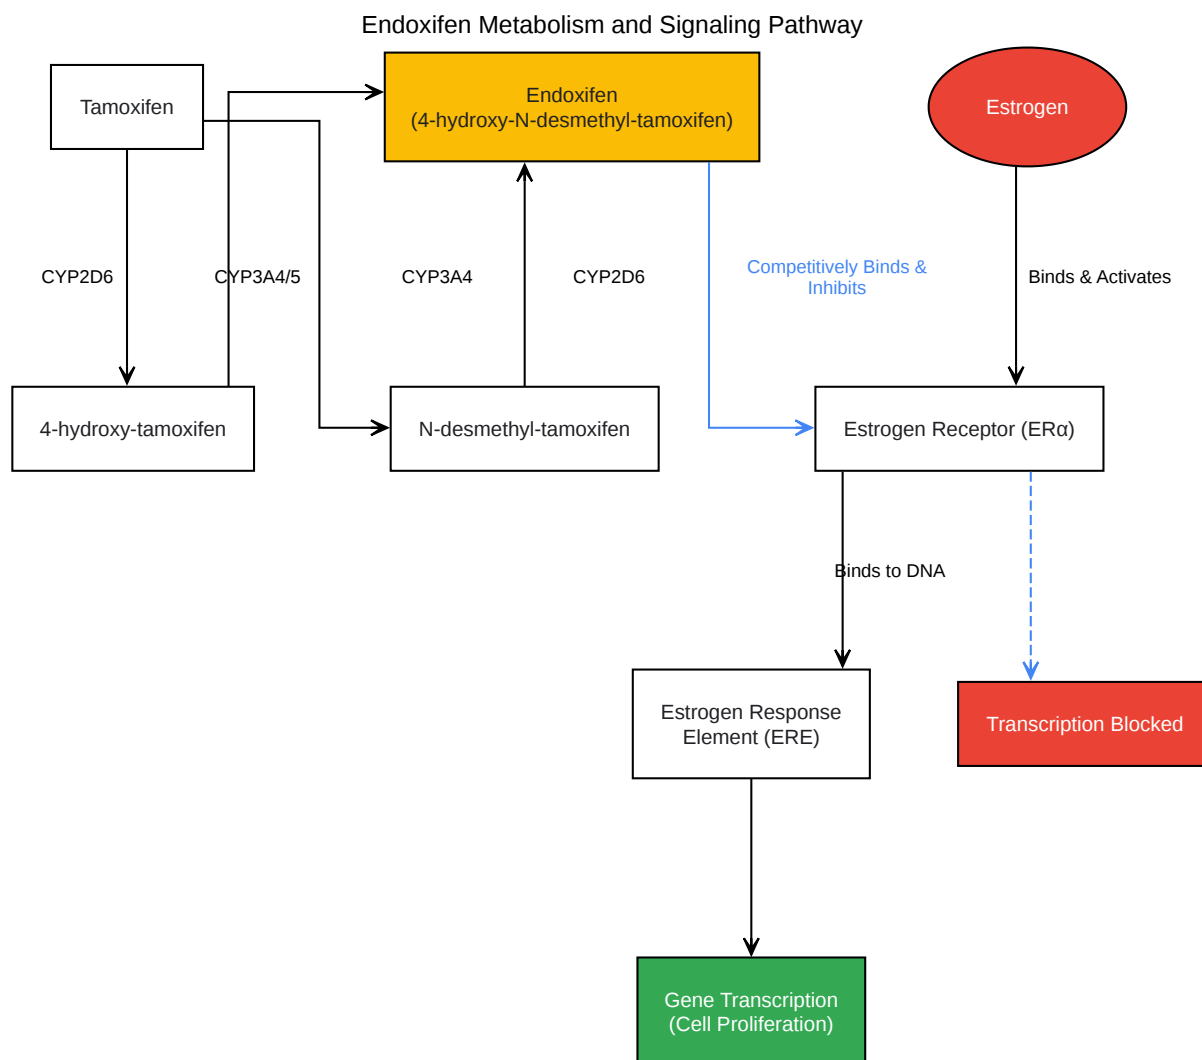 Endoxifen Metabolism and Signaling Pathway
Tamoxifen
Endoxifen
(4-hydroxy-N-desmethyl-tamoxifen)
Estrogen
CYP2D6
CYP3A4/5
CYP3A4
CYP2D6
Competitively Binds &
Inhibits
Binds & Activates
4-hydroxy-tamoxifen
N-desmethyl-tamoxifen
Estrogen Receptor (ERα)
Binds to DNA
Estrogen Response
Element (ERE)
Transcription Blocked
Gene Transcription
(Cell Proliferation)